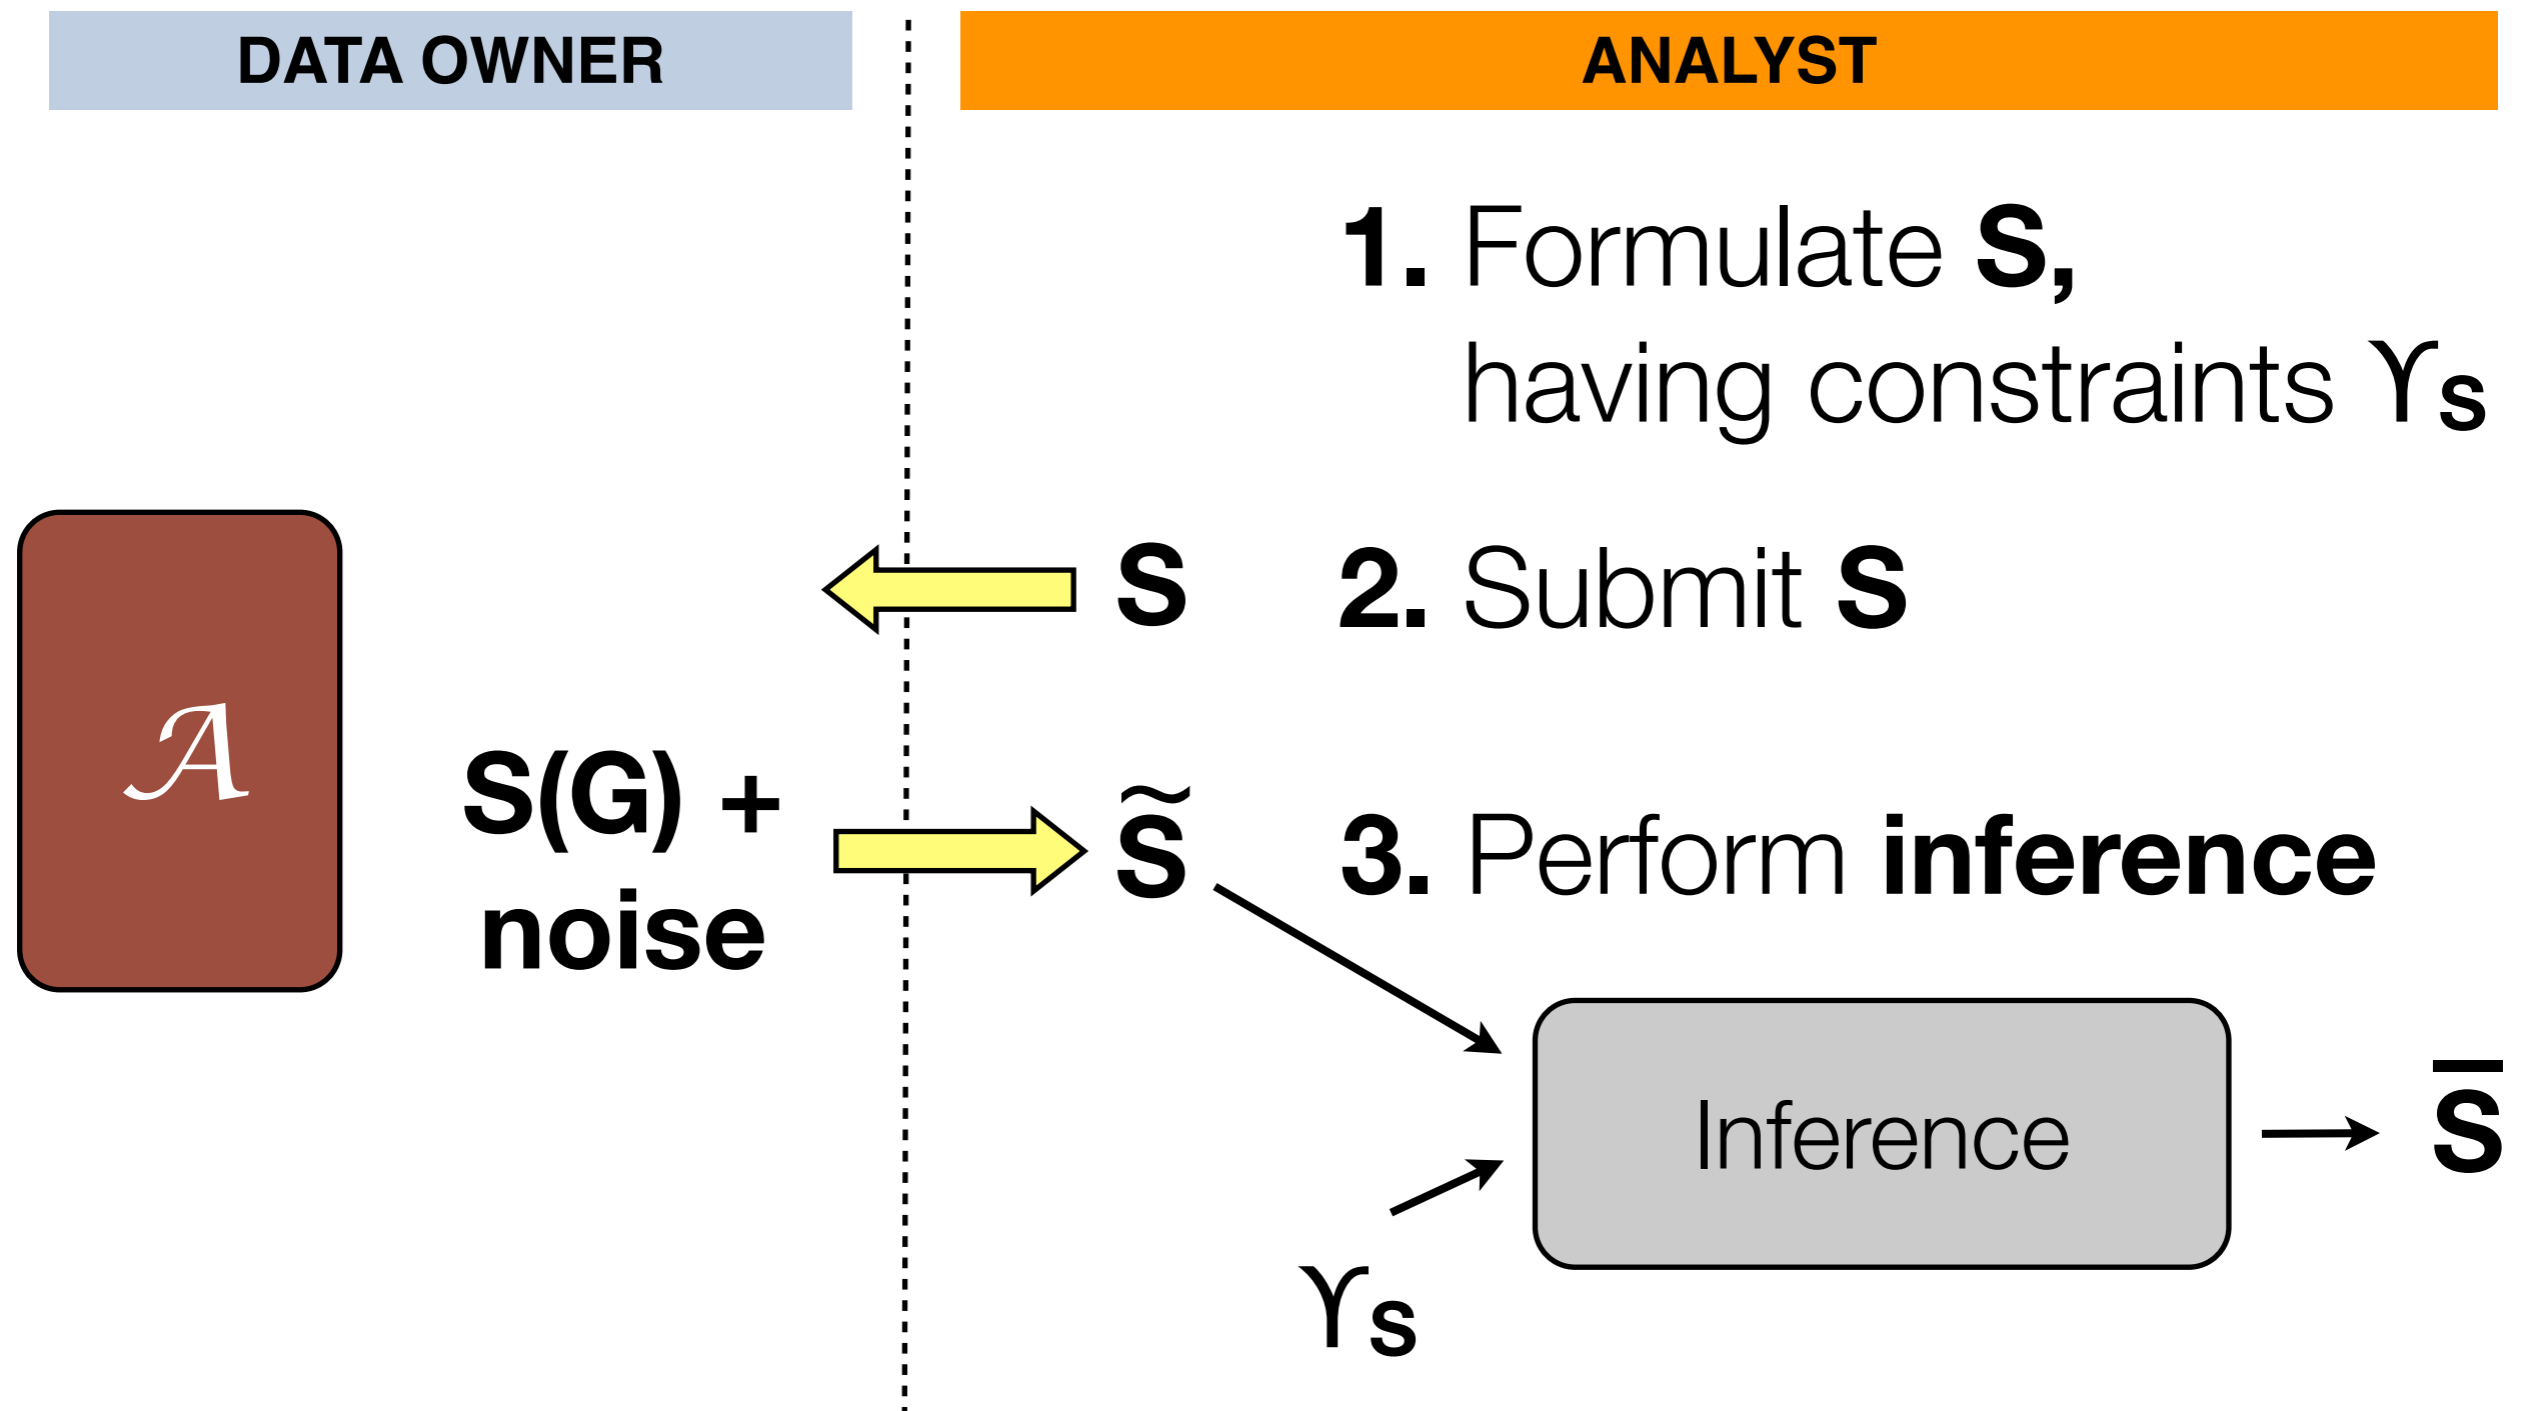 DATA OWNER
ANALYST
1. Formulate S,
having constraints ϒS
S
2. Submit S
𝒜
S(G) +
noise
S̃
3. Perform inference
Inference
S̅
ϒS